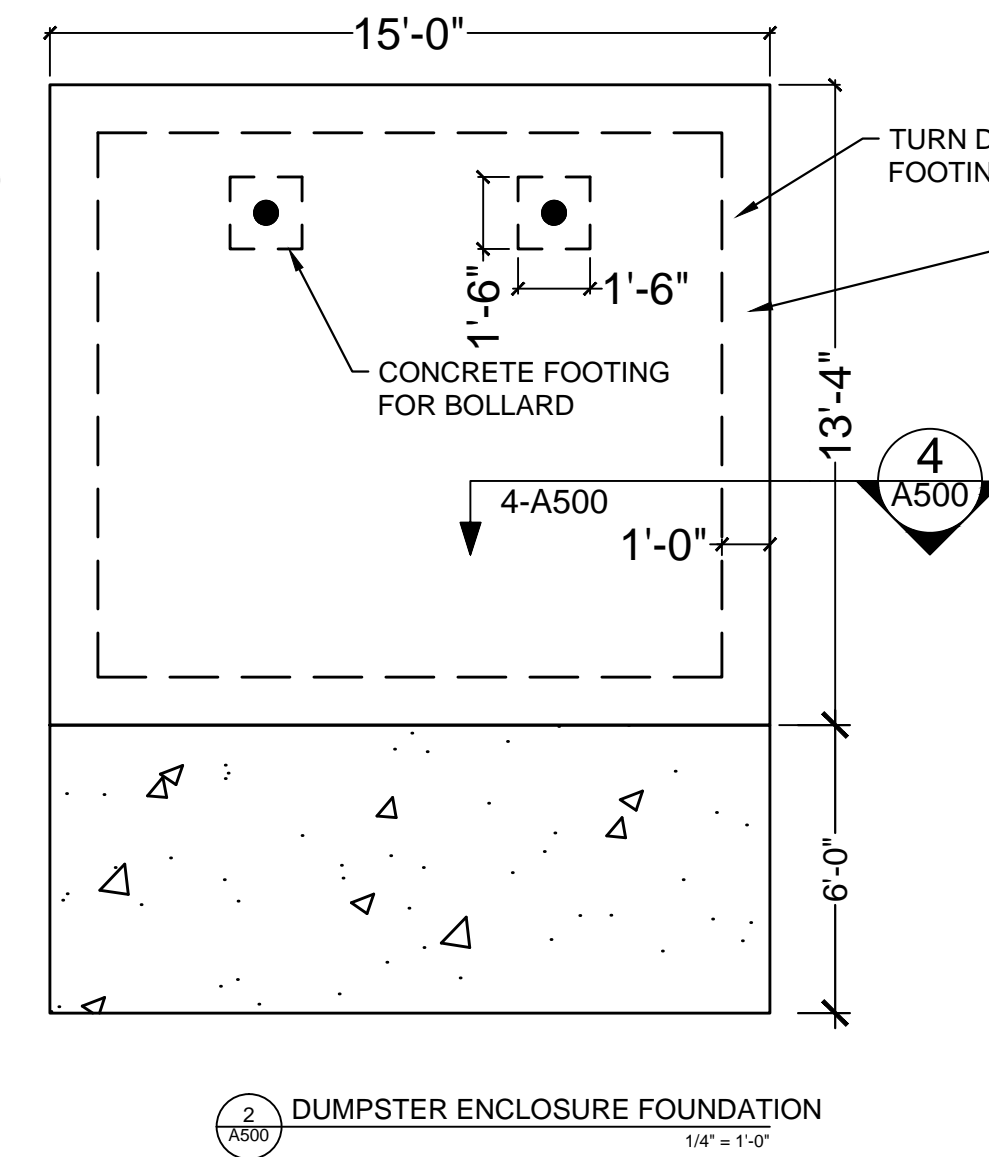 15'-0"
TURN D
FOOTIN
1'-6"
1'-6"
CONCRETE FOOTING
FOR BOLLARD
13'-4"
4
A500
4-A500
1'-0"
6'-0"
2
A500
DUMPSTER ENCLOSURE FOUNDATION
1/4" = 1'-0"